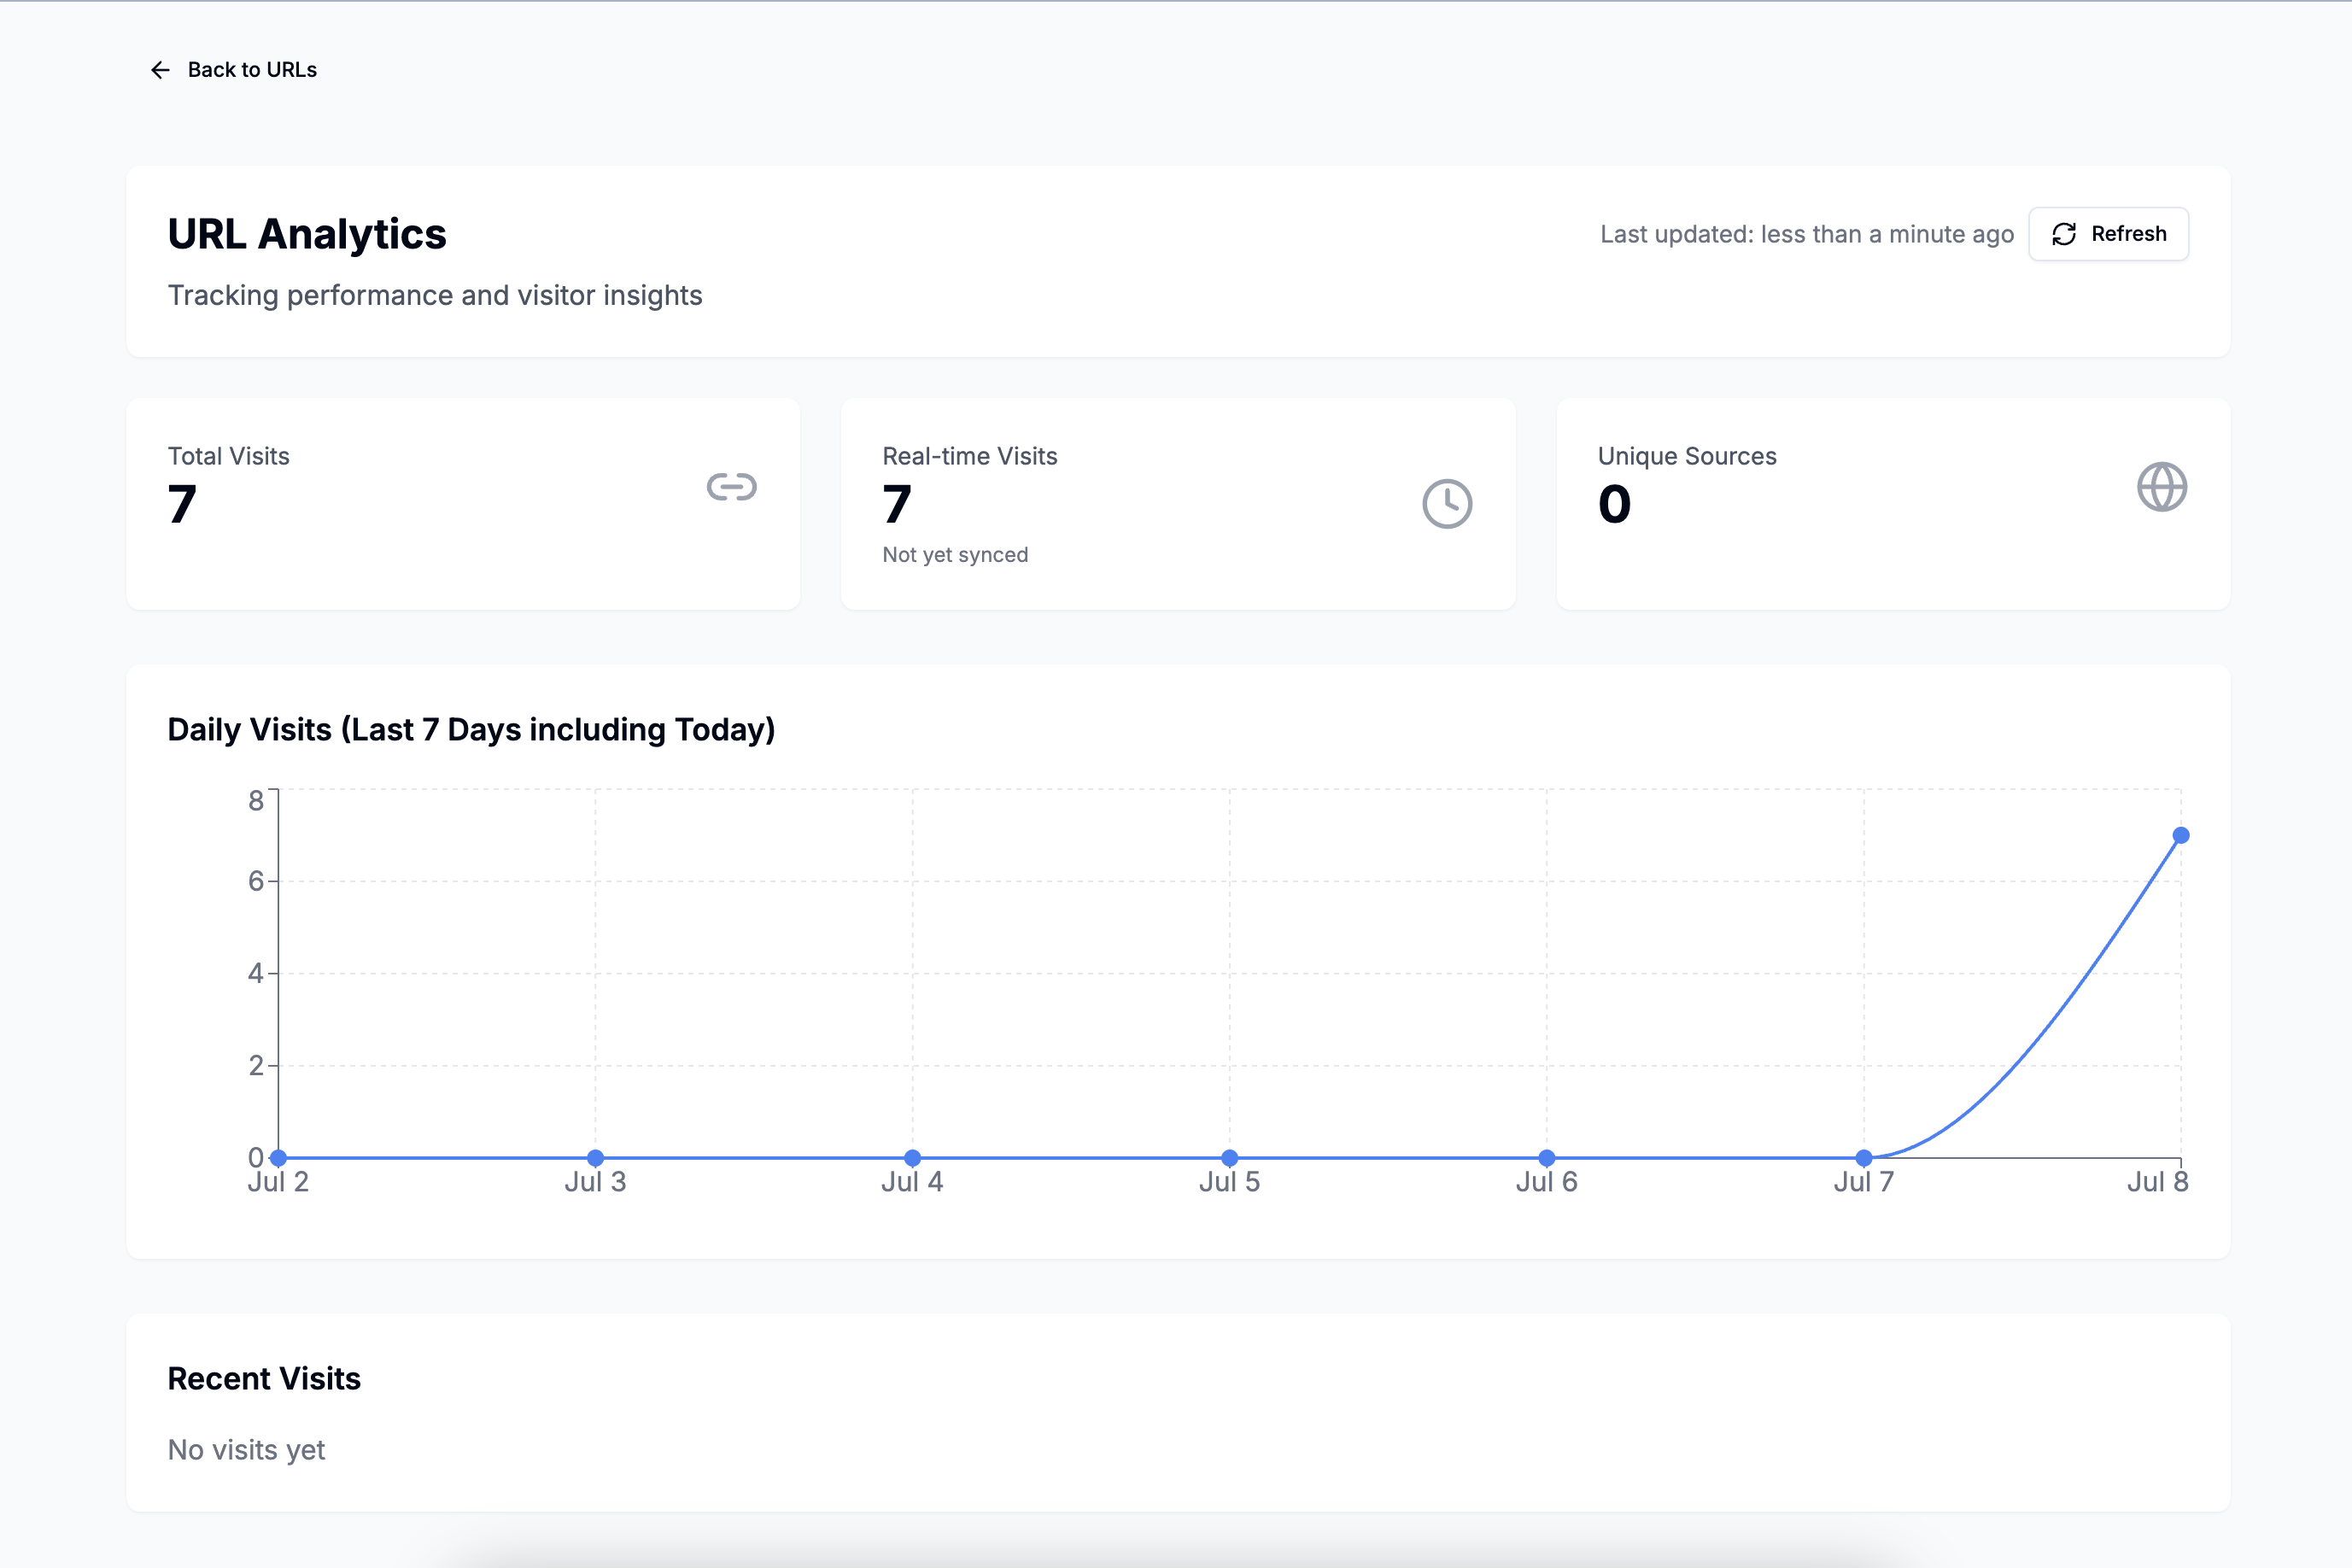 Back to URLs
URL Analytics
Last updated: less than a minute ago
Refresh
Tracking performance and visitor insights
Total Visits
7
Real-time Visits
7
Not yet synced
Unique Sources
0
Daily Visits (Last 7 Days including Today)
8
6
4
2
0
Jul 2 Jul 3 Jul 4 Jul 5 Jul 6 Jul 7 Jul 8
Recent Visits
No visits yet